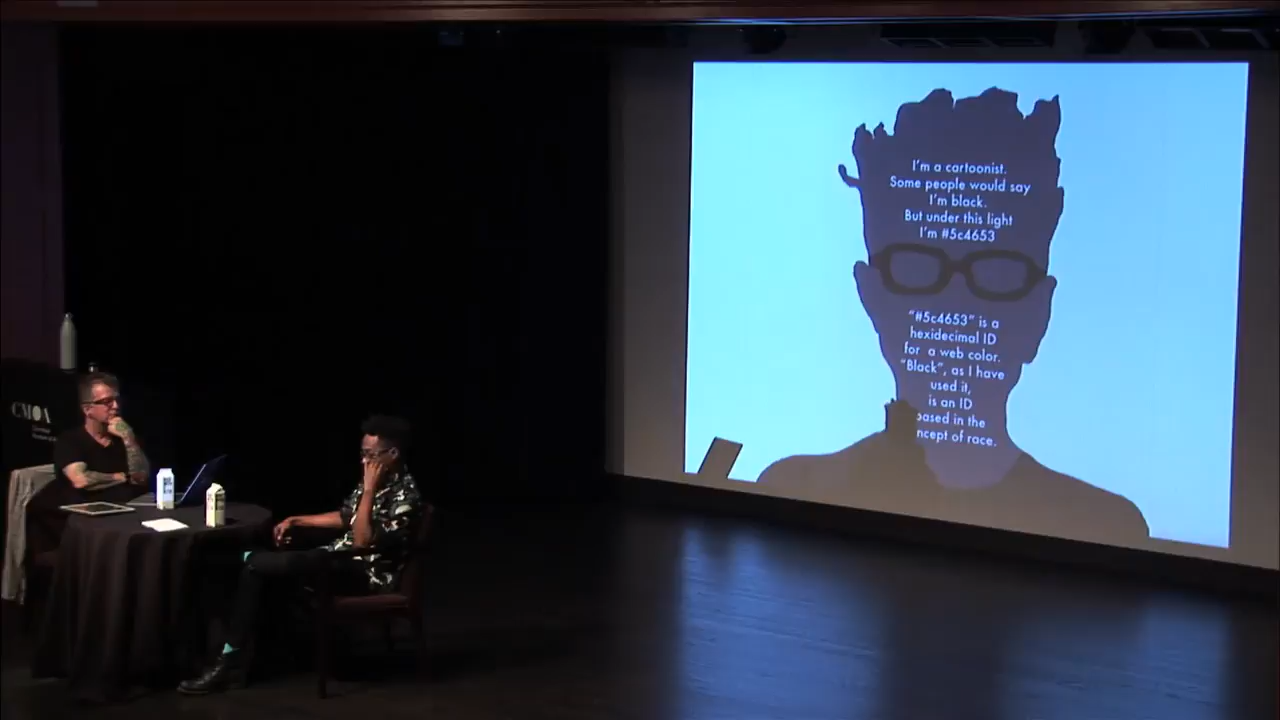 I'm a cartoonist.
Some people would say
I'm black.
But under this light
I'm #5c4653
"#5c4653" is a
hexidecimal ID
for a web color.
"Black", as I have
used it,
is an ID
based in the
ncept of race.
CMOA